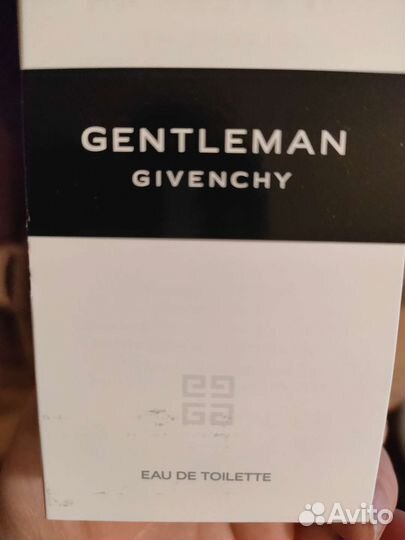 GENTLEMAN
GIVENCHY
EAU DE TOILETTE
Avito